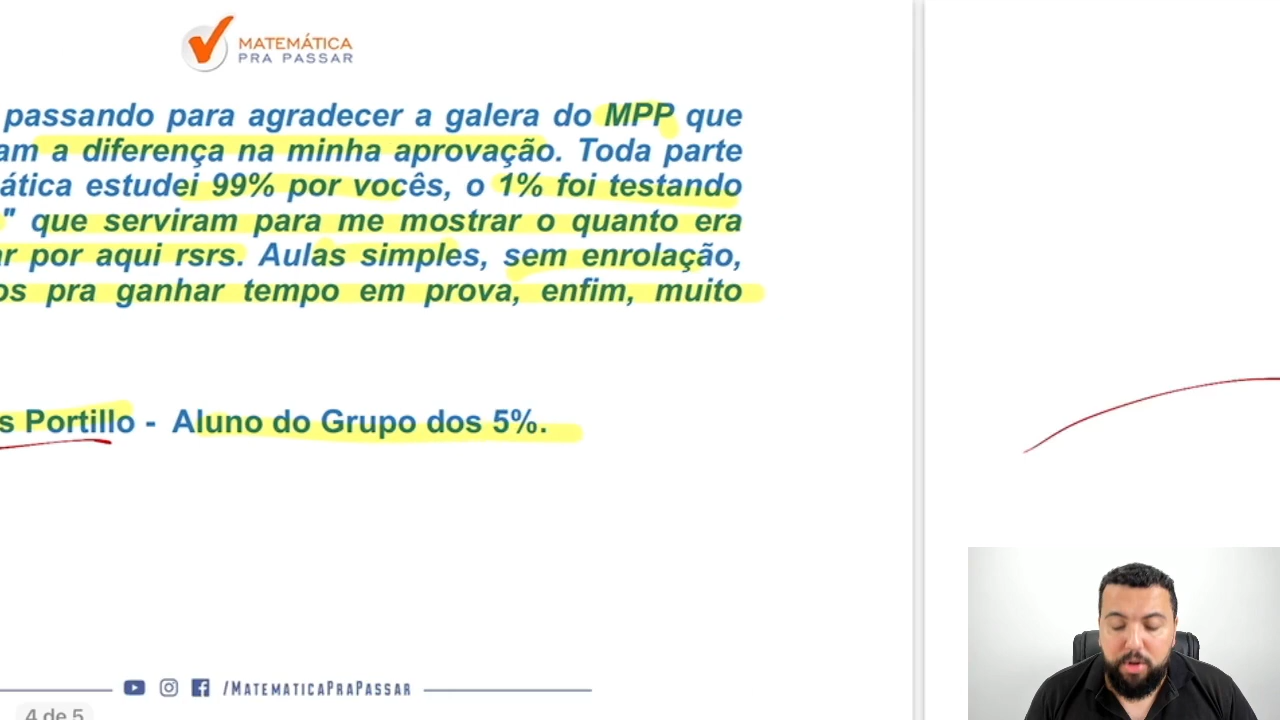 MATEMÁTICA
PRA PASSAR
passando para agradecer a galera do MPP que
am a diferença na minha aprovação. Toda parte
ática estudei 99% por vocês, o 1% foi testando
" que serviram para me mostrar o quanto era
ar por aqui rsrs. Aulas simples, sem enrolação,
os pra ganhar tempo em prova, enfim, muito
s Portillo - Aluno do Grupo dos 5%.
/MATEMATICAPRAPASSAR
4 de 5